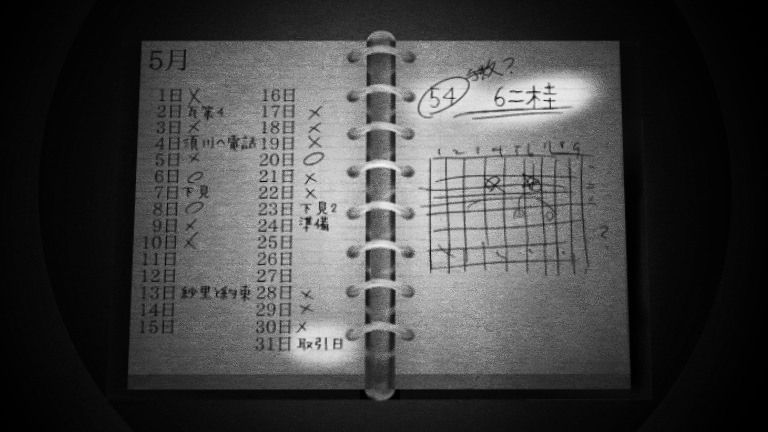 5月
1日 ×
2日
3日 ×
4日 須川へ電話
5日 ×
6日 ○
7日 下見
8日 ○
9日 ×
10日 ×
11日
12日
13日 紗里と約束
14日
15日
16日
17日 ×
18日 ×
19日 ×
20日 ○
21日 ×
22日 ×
23日 下見2
24日 準備
25日
26日
27日
28日 ×
29日 ×
30日 ×
31日 取引日
手数?
54 6二桂